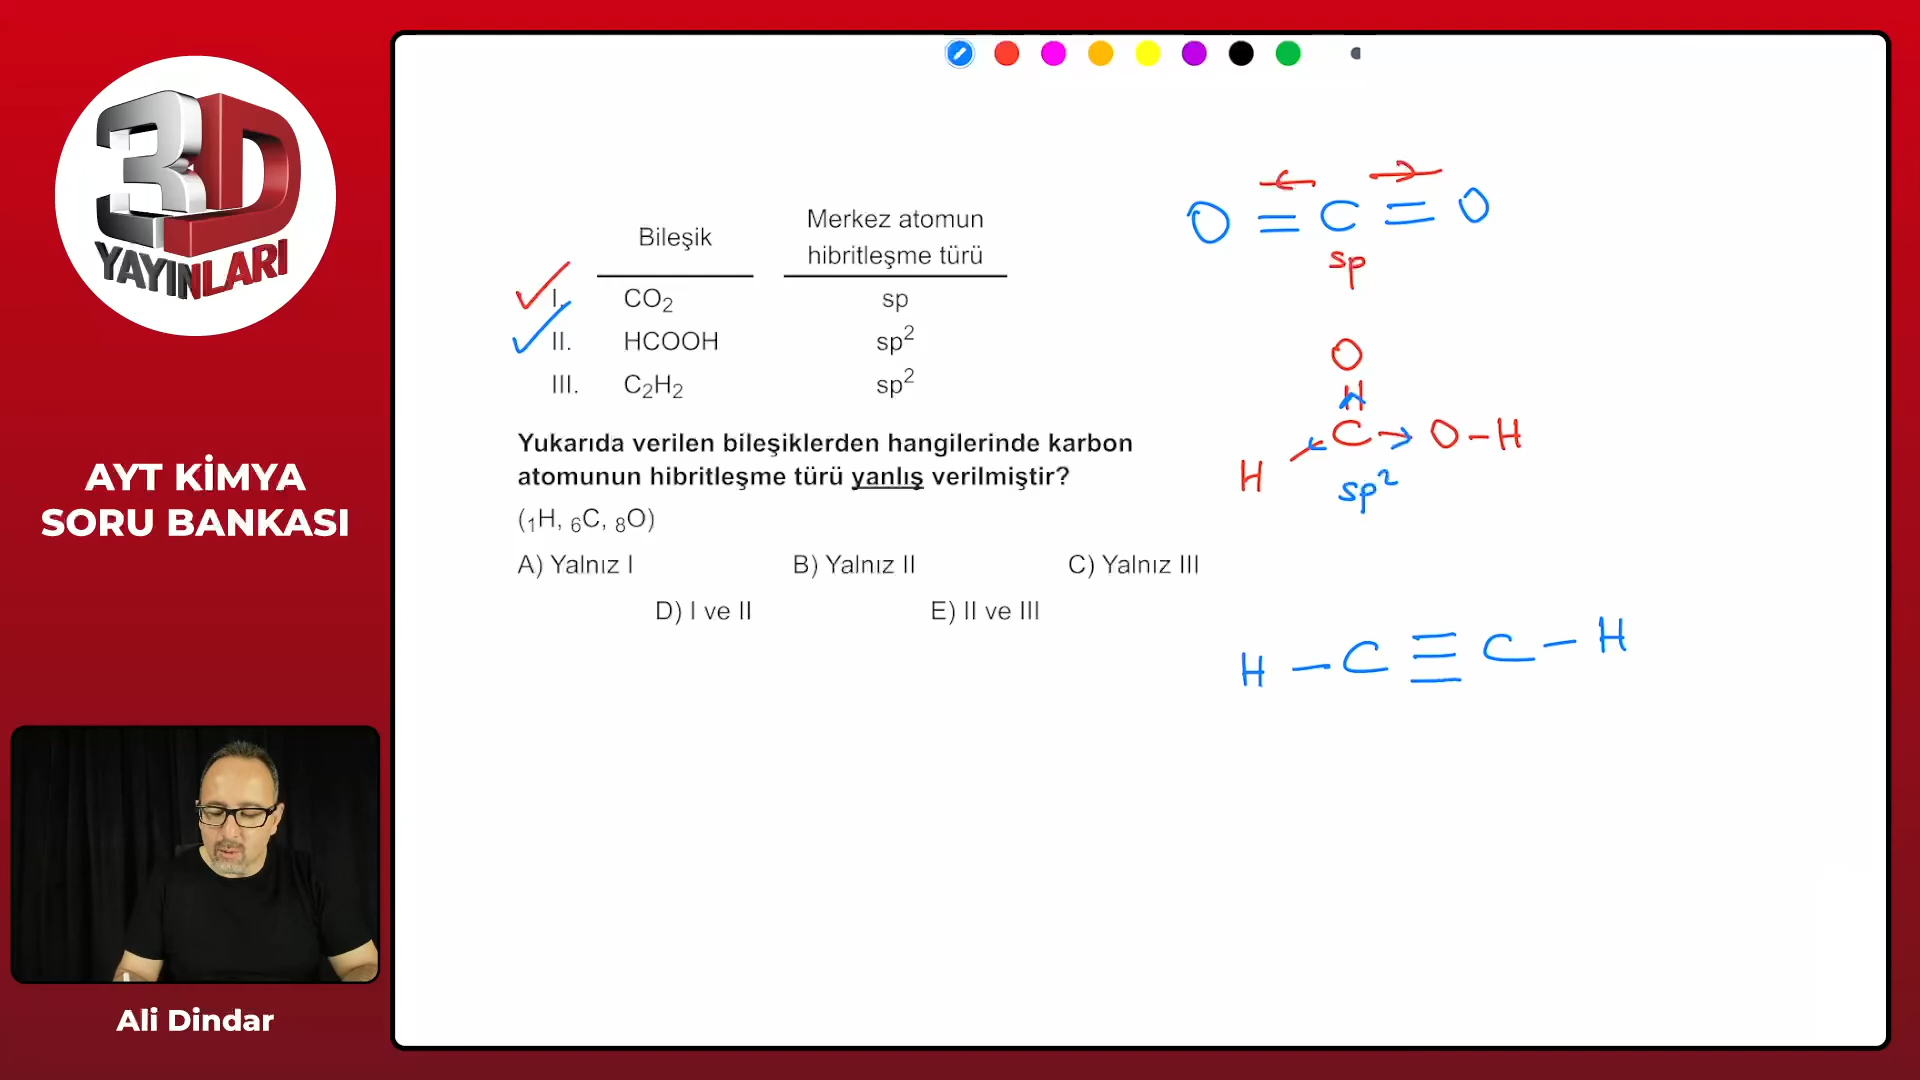 3D
YAYINLARI
AYT KİMYA
SORU BANKASI
Ali Dindar
Bileşik
Merkez atomun
hibritleşme türü
I. CO₂ sp
II. HCOOH sp²
III. C₂H₂ sp²
Yukarıda verilen bileşiklerden hangilerinde karbon
atomunun hibritleşme türü yanlış verilmiştir?
(₁H, ₆C, ₈O)
A) Yalnız I B) Yalnız II C) Yalnız III
D) I ve II E) II ve III
O = C = O
sp
O
H C O – H
H
sp²
H – C ≡ C – H